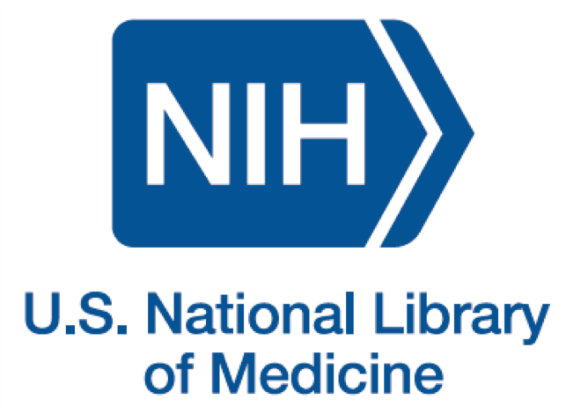 NIH
U.S. National Library
of Medicine